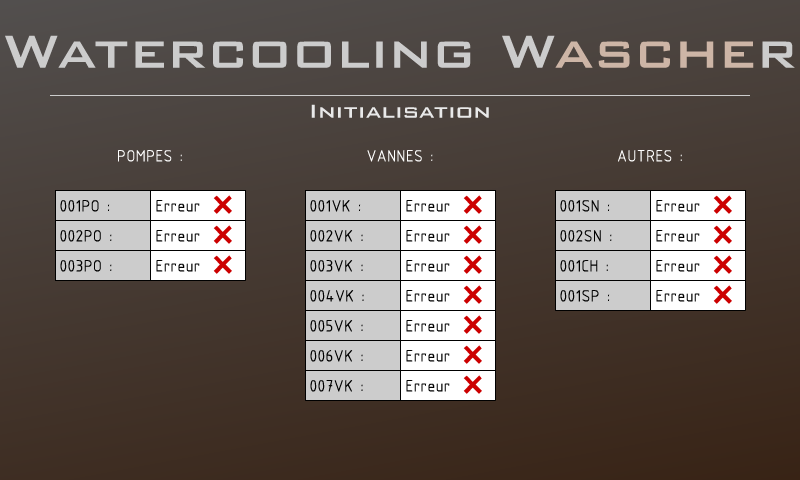 Watercooling Wascher
Initialisation
POMPES :
001PO : Erreur
002PO : Erreur
003PO : Erreur
VANNES :
001VK : Erreur
002VK : Erreur
003VK : Erreur
004VK : Erreur
005VK : Erreur
006VK : Erreur
007VK : Erreur
AUTRES :
001SN : Erreur
002SN : Erreur
001CH : Erreur
001SP : Erreur